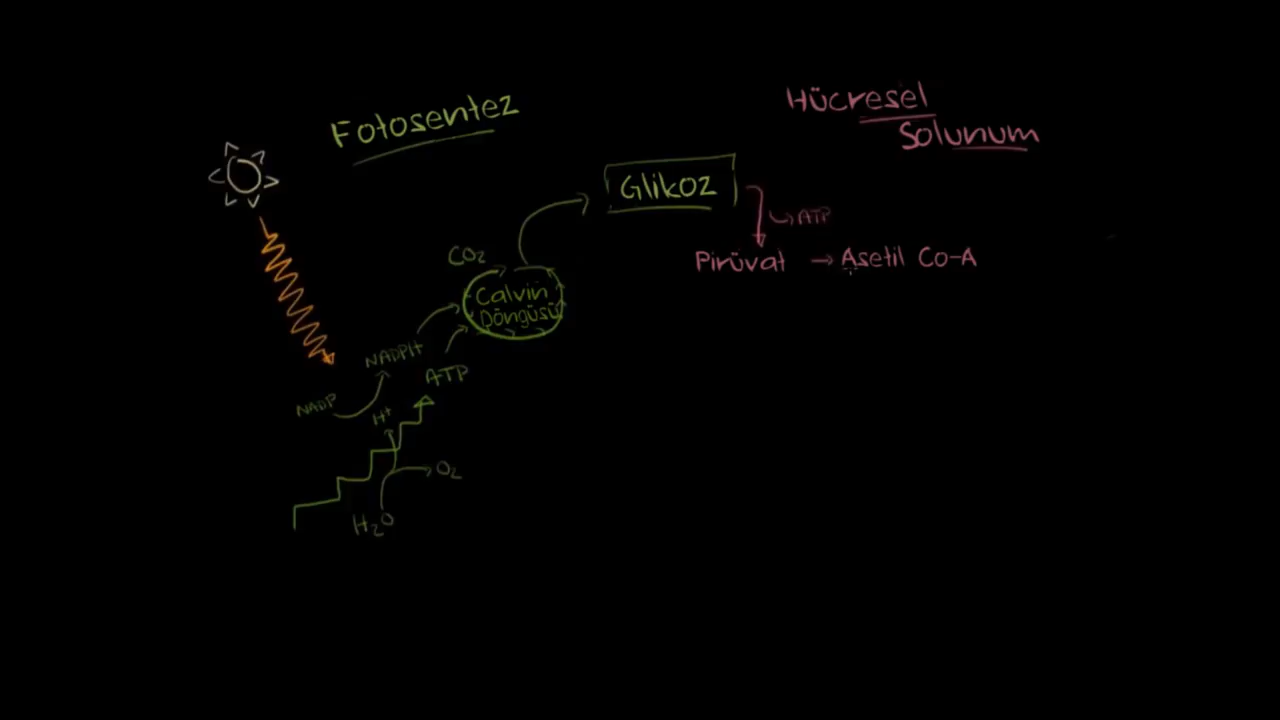 Fotosentez
Hücresel
Solunum
Glikoz
ATP
Pirüvat → Asetil Co-A
CO₂
Calvin
Döngüsü
NADPH
ATP
NADP
H⁺
O₂
H₂O